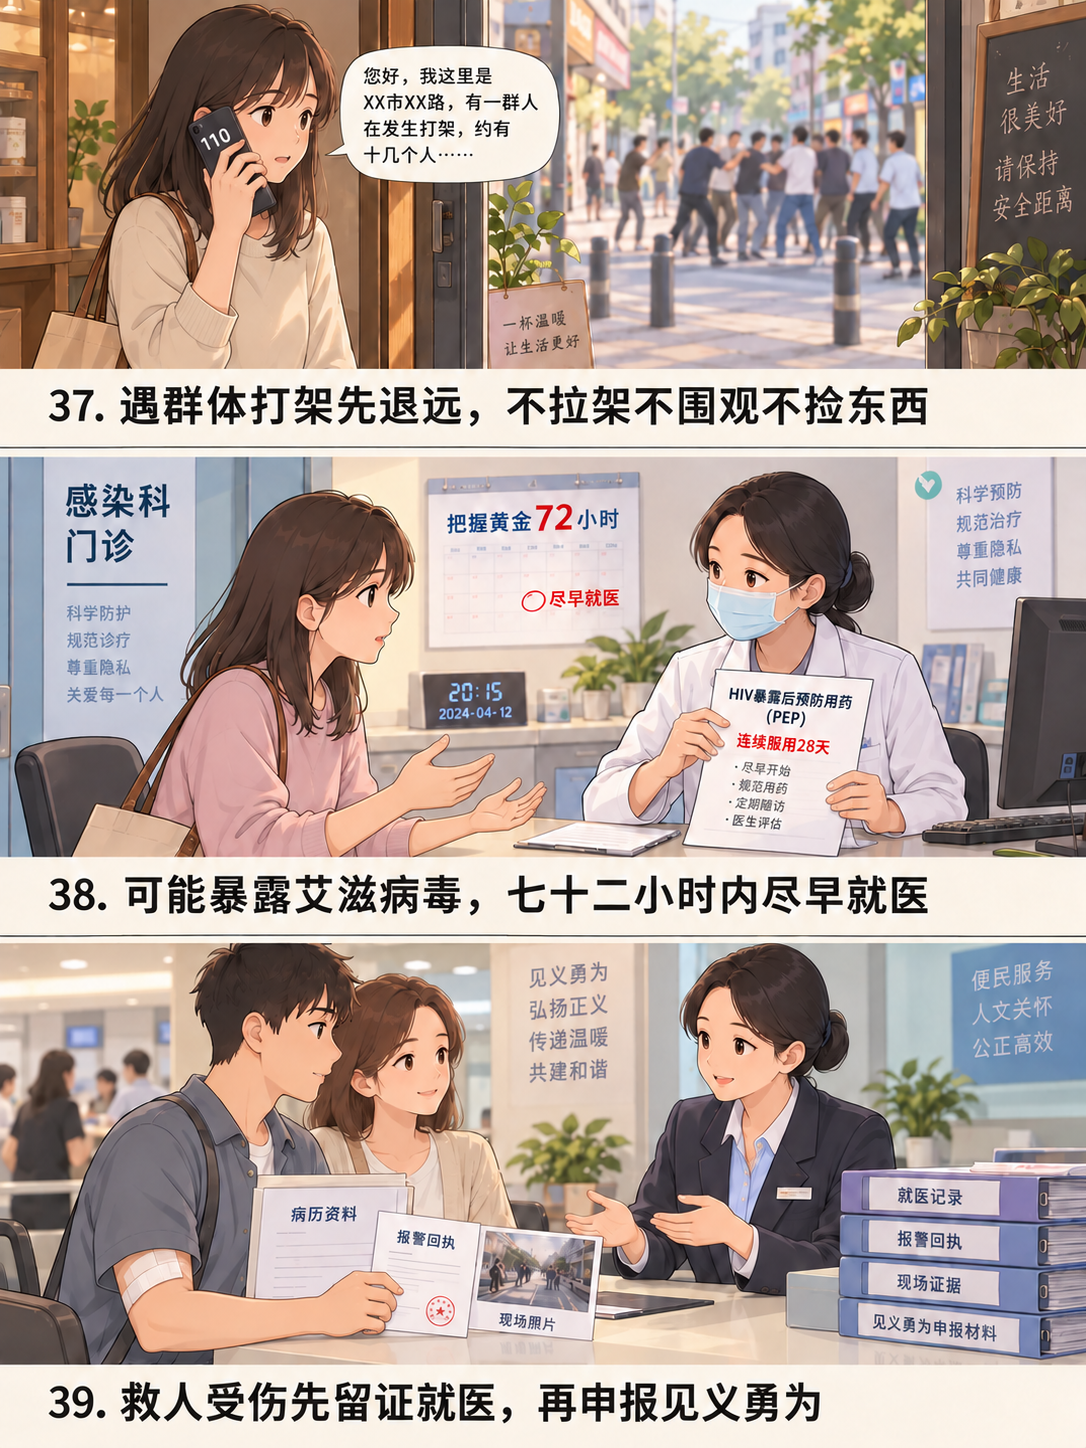 110
您好，我这里是
XX市XX路，有一群人
在发生打架，约有
十几个人……
生活
很美好
请保持
安全距离
一杯温暖
让生活更好
37. 遇群体打架先退远，不拉架不围观不捡东西
感染科
门诊
科学防护
规范诊疗
尊重隐私
关爱每一个人
把握黄金72小时
尽早就医
20:15
2024-04-12
科学预防
规范治疗
尊重隐私
共同健康
HIV暴露后预防用药
（PEP）
连续服用28天
·尽早开始
·规范用药
·定期随访
·医生评估
38. 可能暴露艾滋病毒，七十二小时内尽早就医
见义勇为
弘扬正义
传递温暖
共建和谐
便民服务
人文关怀
公正高效
病历资料
报警回执
现场照片
就医记录
报警回执
现场证据
见义勇为申报材料
39. 救人受伤先留证就医，再申报见义勇为